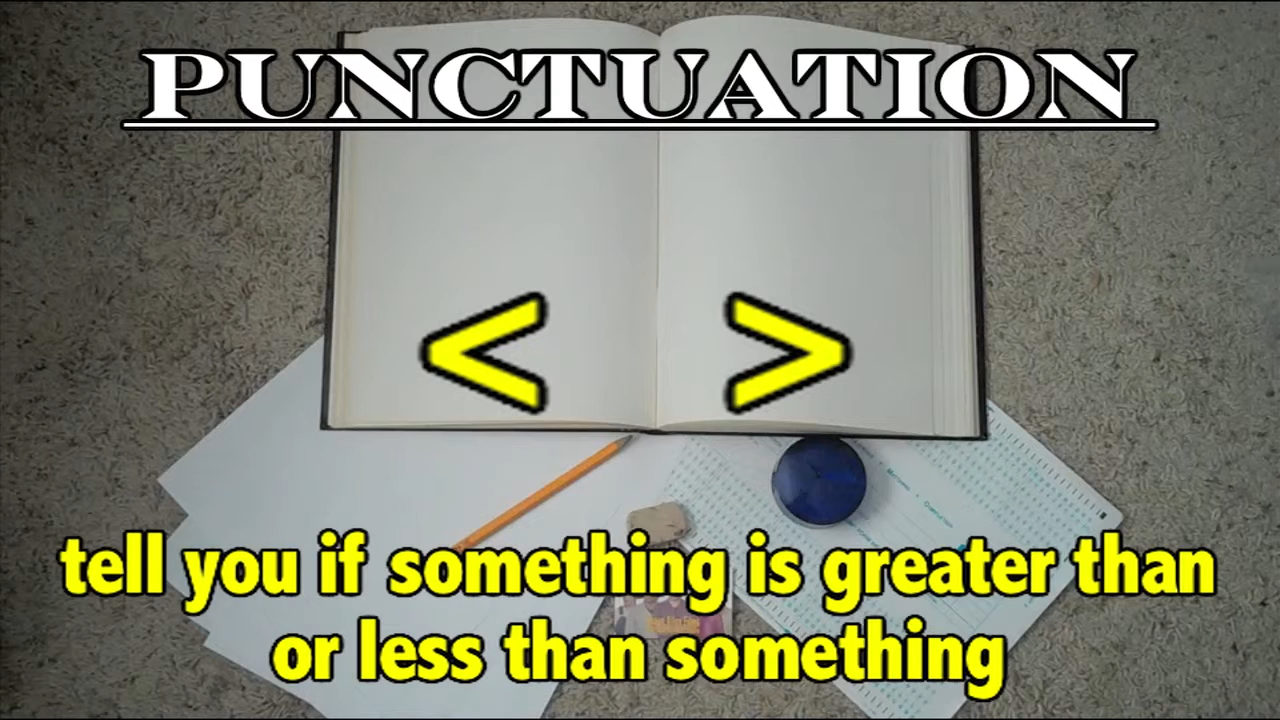 PUNCTUATION
< >
tell you if something is greater than
or less than something